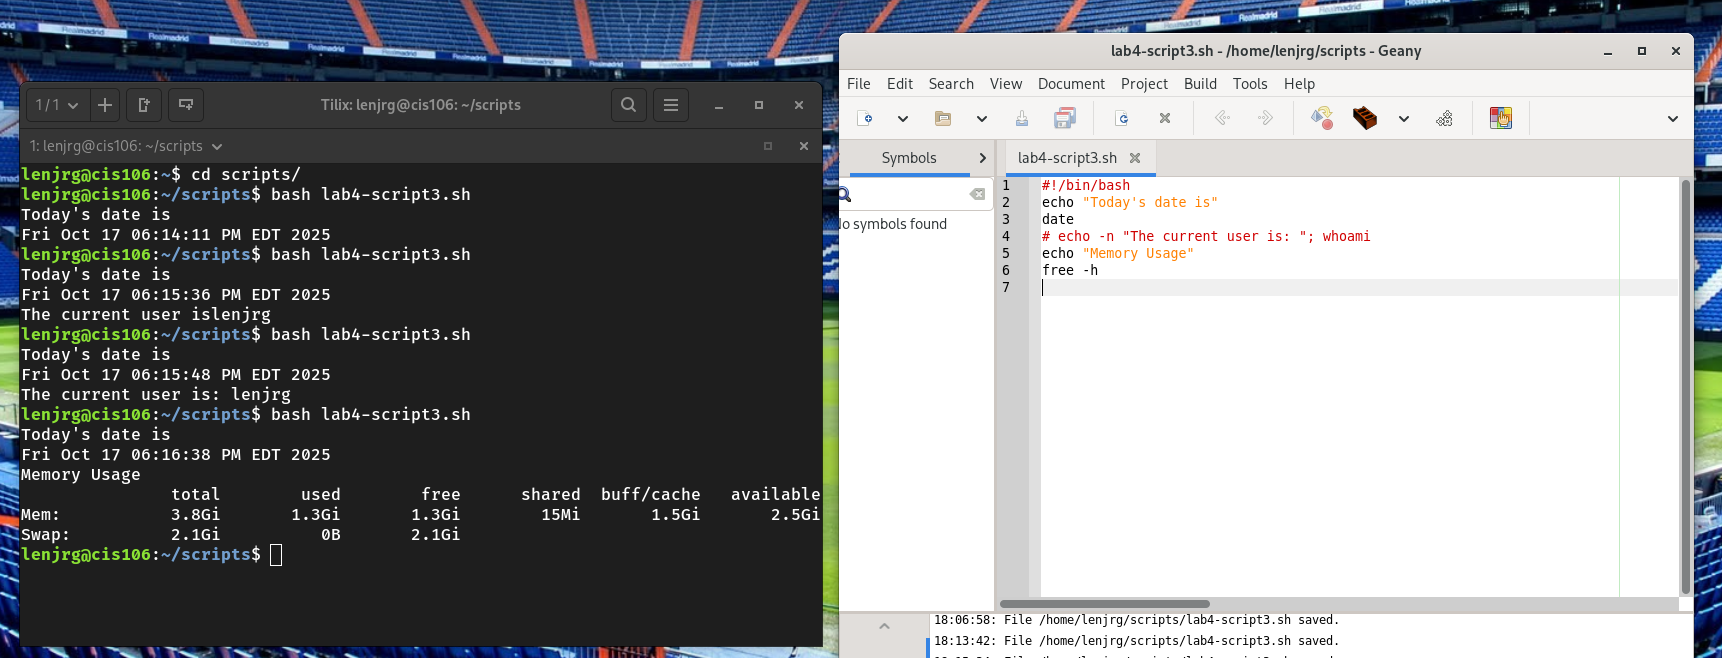 Realmadrid Realmadrid Realmadrid Realmadrid
lab4-script3.sh - /home/lenjrg/scripts - Geany
File Edit Search View Document Project Build Tools Help
1 / 1
Tilix: lenjrg@cis106: ~/scripts
1: lenjrg@cis106: ~/scripts
lenjrg@cis106:~$ cd scripts/
lenjrg@cis106:~/scripts$ bash lab4-script3.sh
Today's date is
Fri Oct 17 06:14:11 PM EDT 2025
lenjrg@cis106:~/scripts$ bash lab4-script3.sh
Today's date is
Fri Oct 17 06:15:36 PM EDT 2025
The current user islenjrg
lenjrg@cis106:~/scripts$ bash lab4-script3.sh
Today's date is
Fri Oct 17 06:15:48 PM EDT 2025
The current user is: lenjrg
lenjrg@cis106:~/scripts$ bash lab4-script3.sh
Today's date is
Fri Oct 17 06:16:38 PM EDT 2025
Memory Usage
total used free shared buff/cache available
Mem: 3.8Gi 1.3Gi 1.3Gi 15Mi 1.5Gi 2.5Gi
Swap: 2.1Gi 0B 2.1Gi
lenjrg@cis106:~/scripts$
Symbols
lab4-script3.sh
o symbols found
1 #!/bin/bash
2 echo "Today's date is"
3 date
4 # echo -n "The current user is: "; whoami
5 echo "Memory Usage"
6 free -h
7
18:06:58: File /home/lenjrg/scripts/lab4-script3.sh saved.
18:13:42: File /home/lenjrg/scripts/lab4-script3.sh saved.